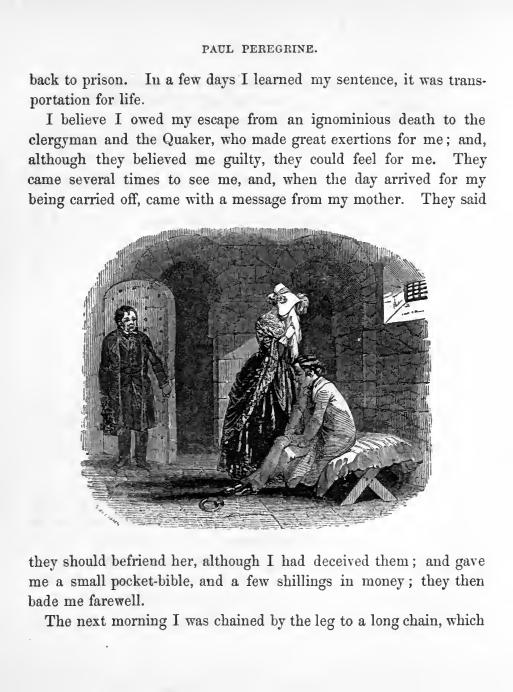 PAUL PEREGRINE.
back to prison. In a few days I learned my sentence, it was trans-
portation for life.
I believe I owed my escape from an ignominious death to the
clergyman and the Quaker, who made great exertions for me; and,
although they believed me guilty, they could feel for me. They
came several times to see me, and, when the day arrived for my
being carried off, came with a message from my mother. They said
they should befriend her, although I had deceived them; and gave
me a small pocket-bible, and a few shillings in money; they then
bade me farewell.
The next morning I was chained by the leg to a long chain, which